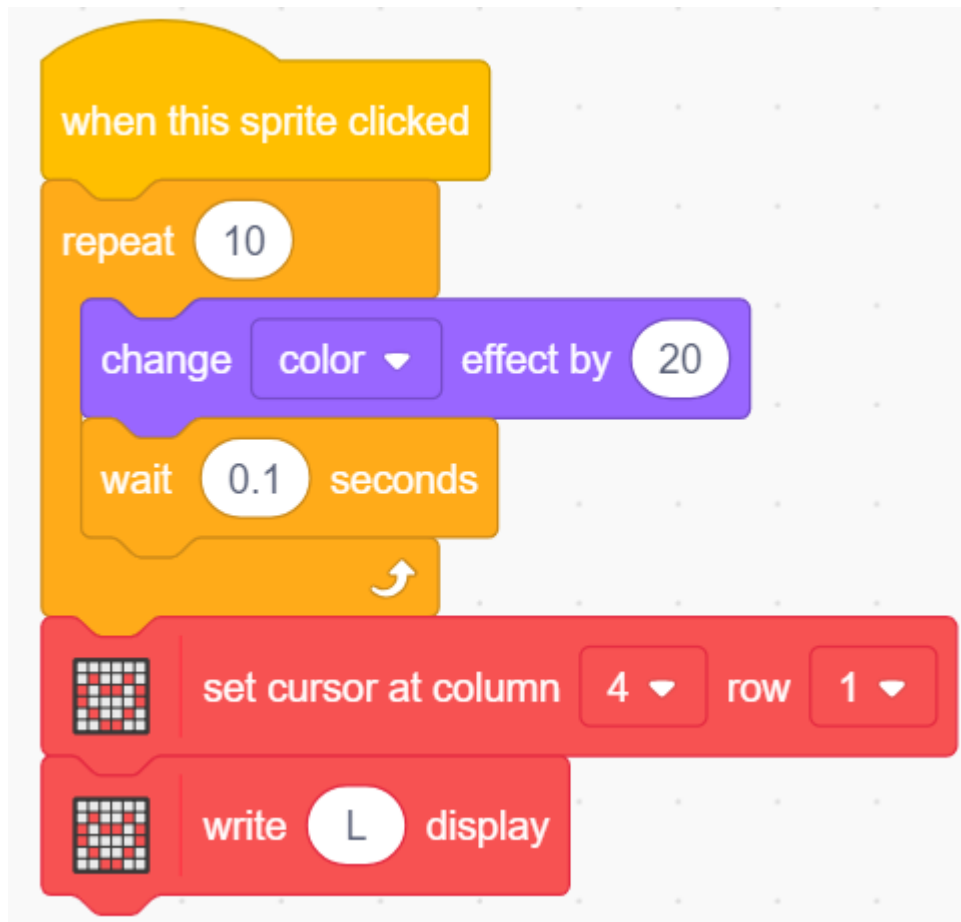 when this sprite clicked
repeat 10
change color effect by 20
wait 0.1 seconds
set cursor at column 4 row 1
write L display